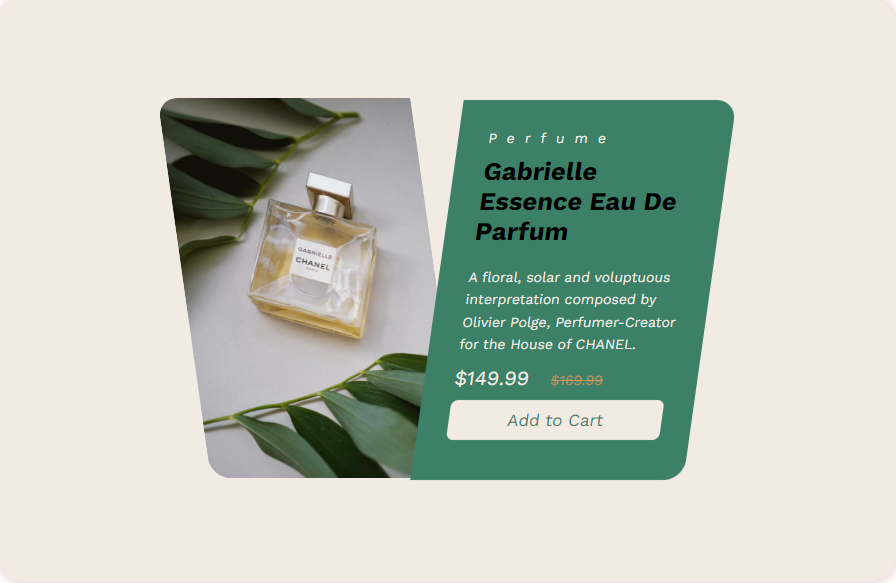 GABRIELLE
CHANEL
Perfume
Gabrielle
Essence Eau De
Parfum
A floral, solar and voluptuous
interpretation composed by
Olivier Polge, Perfumer-Creator
for the House of CHANEL.
$149.99 $169.99
Add to Cart